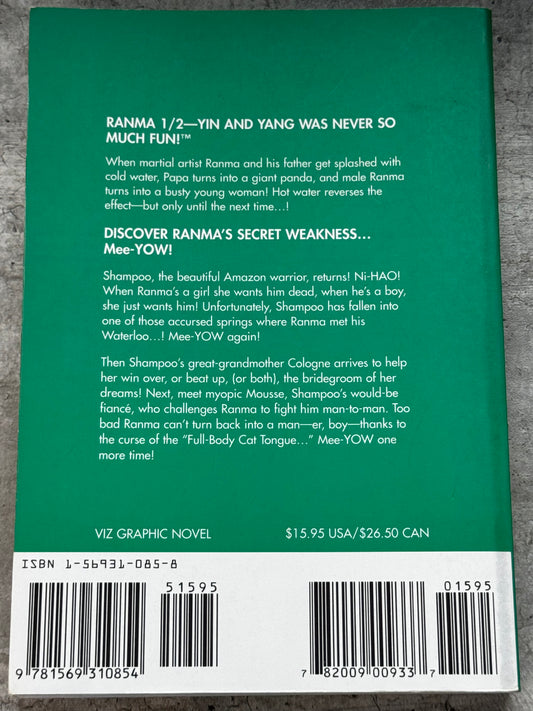 RANMA 1/2—YIN AND YANG WAS NEVER SO
MUCH FUN!™
When martial artist Ranma and his father get splashed with
cold water, Papa turns into a giant panda, and male Ranma
turns into a busty young woman! Hot water reverses the
effect—but only until the next time...!
DISCOVER RANMA'S SECRET WEAKNESS...
Mee-YOW!
Shampoo, the beautiful Amazon warrior, returns! Ni-HAO!
When Ranma's a girl she wants him dead, when he's a boy,
she just wants him! Unfortunately, Shampoo has fallen into
one of those accursed springs where Ranma met his
Waterloo...! Mee-YOW again!
Then Shampoo's great-grandmother Cologne arrives to help
her win over, or beat up, (or both), the bridegroom of her
dreams! Next, meet myopic Mousse, Shampoo's would-be
fiancé, who challenges Ranma to fight him man-to-man. Too
bad Ranma can't turn back into a man—er, boy—thanks to
the curse of the "Full-Body Cat Tongue..." Mee-YOW one
more time!
VIZ GRAPHIC NOVEL $15.95 USA/$26.50 CAN
ISBN 1-56931-085-8
51595 01595
9 781569 310854 7 82009 00933 7